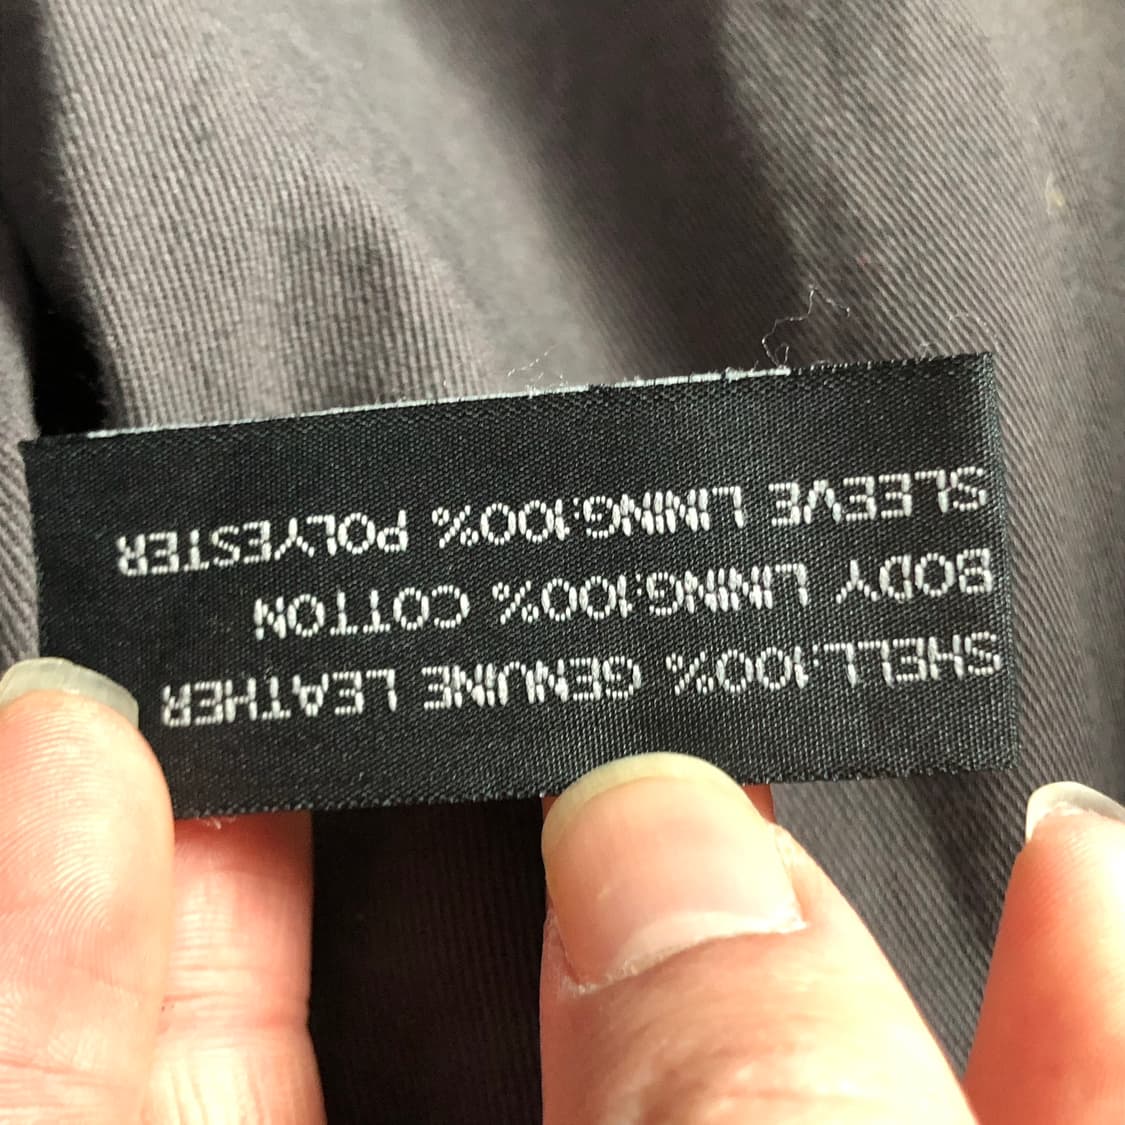 SHELL:100% GENUINE LEATHER
BODY LINING:100% COTTON
SLEEVE LINING:100% POLYESTER